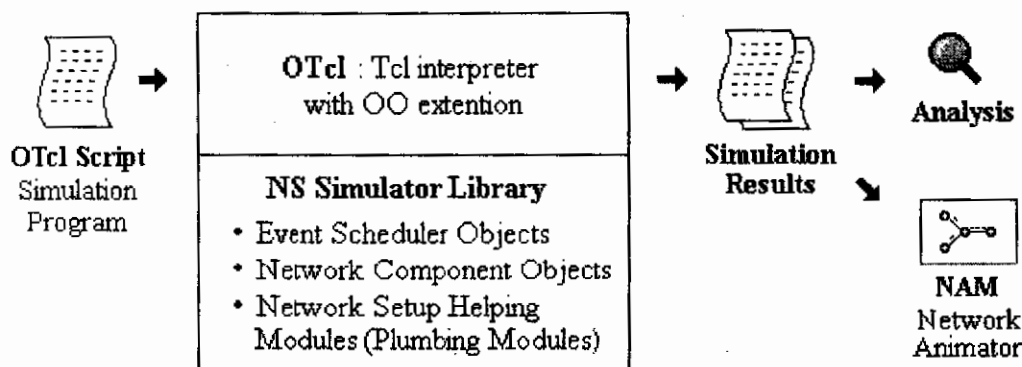 OTcl Script
Simulation
Program
OTcl : Tcl interpreter
with OO extention
NS Simulator Library
• Event Scheduler Objects
• Network Component Objects
• Network Setup Helping
Modules (Plumbing Modules)
Simulation
Results
Analysis
NAM
Network
Animator